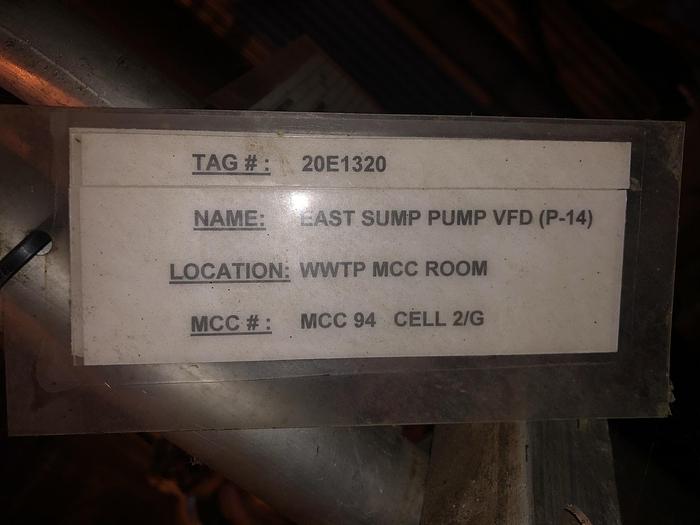 TAG # : 20E1320
NAME: EAST SUMP PUMP VFD (P-14)
LOCATION: WWTP MCC ROOM
MCC # : MCC 94 CELL 2/G